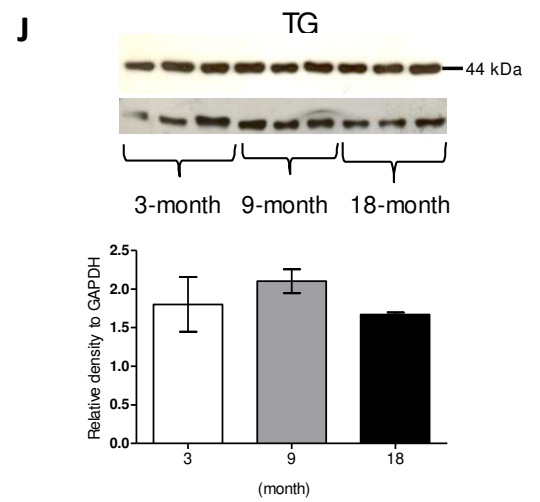 J
TG
44 kDa
3-month 9-month 18-month
Relative density to GAPDH
2.5
2.0
1.5
1.0
0.5
0.0
3 9 18
(month)